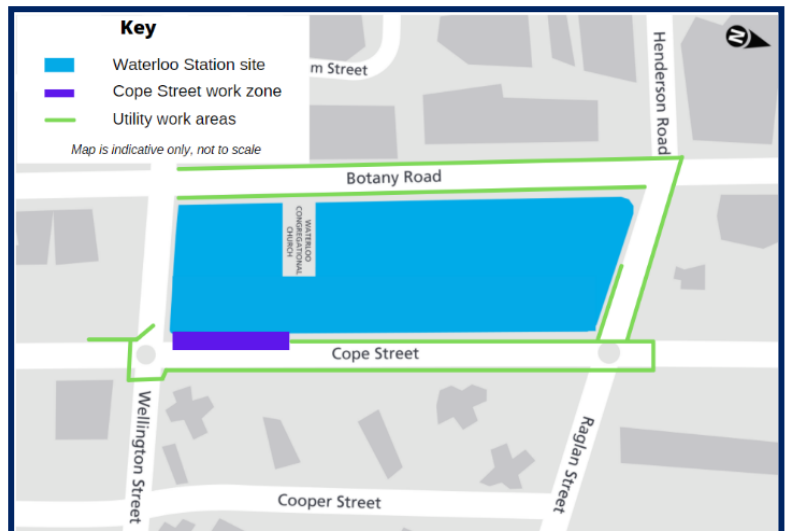 Key
Waterloo Station site
Cope Street work zone
Utility work areas
Map is indicative only, not to scale
m Street
Henderson Road
N
Botany Road
WATERLOO
CONGREGATIONAL
CHURCH
Cope Street
Wellington Street
Raglan Street
Cooper Street